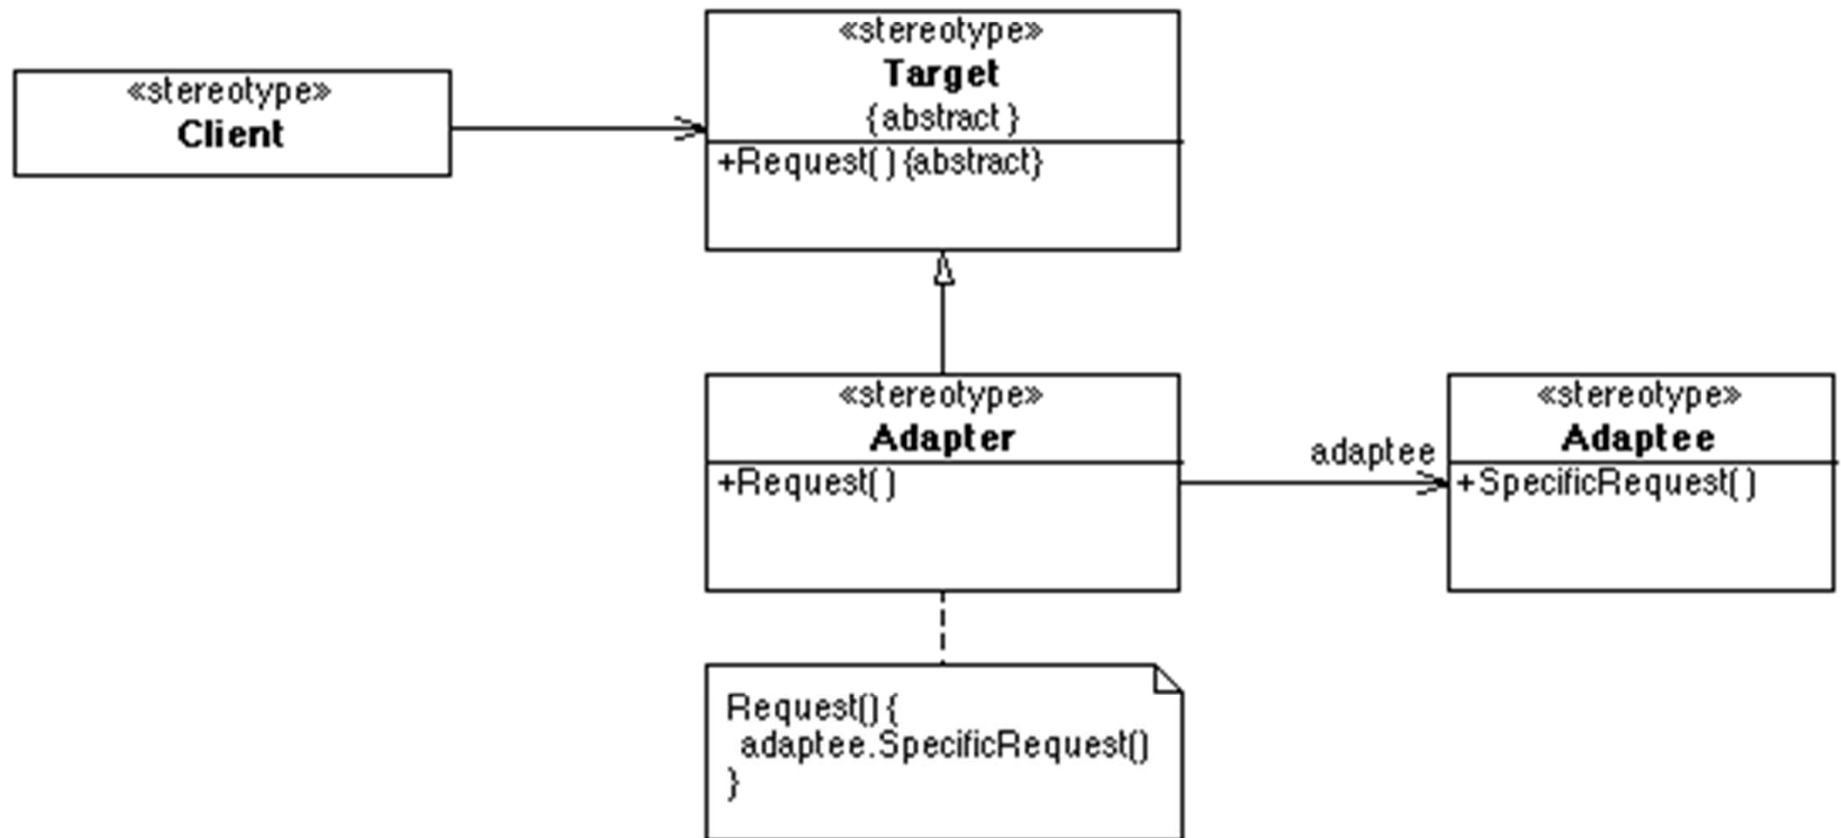 «stereotype»
Target
{abstract}
+Request() {abstract}
«stereotype»
Client
«stereotype»
Adapter
+Request()
adaptee
«stereotype»
Adaptee
+SpecificRequest()
Request() {
adaptee.SpecificRequest()
}